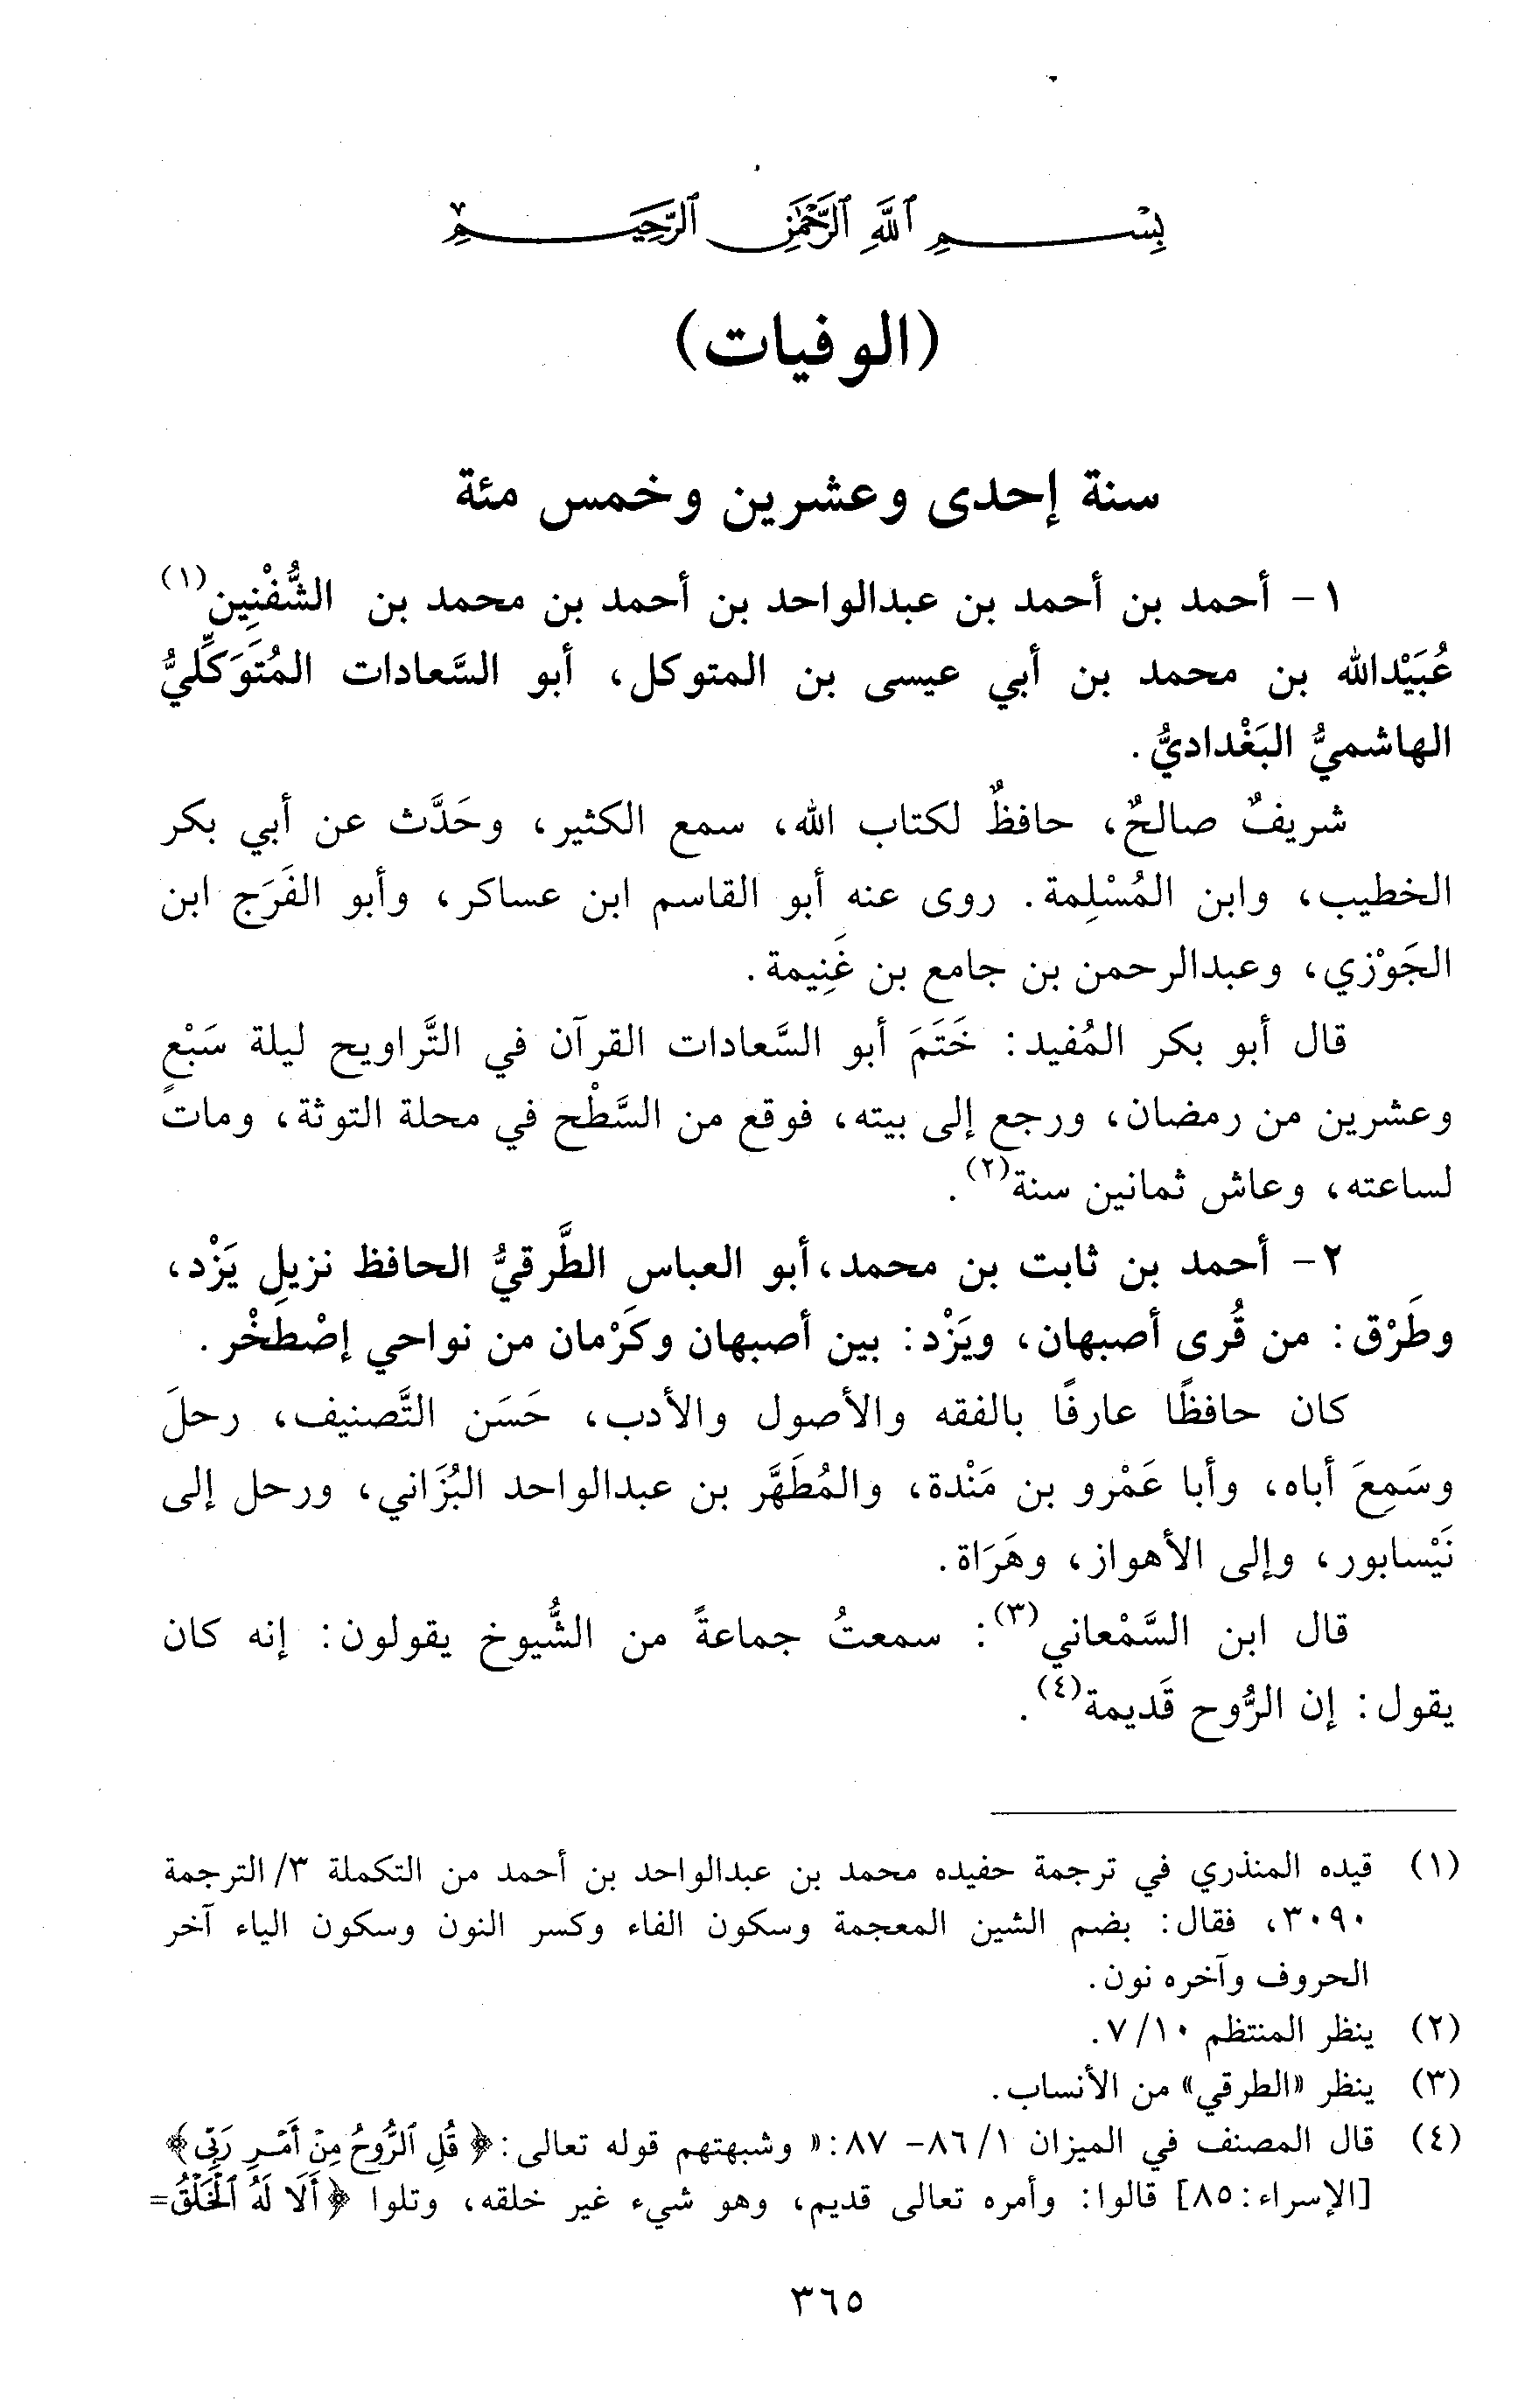 بِسْمِ ٱللَّهِ ٱلرَّحْمَٰنِ ٱلرَّحِيمِ
(الوفيات)
سنة إحدى وعشرين وخمس مئة
١- أحمد بن أحمد بن عبدالواحد بن أحمد بن محمد بن الشُّفْنِين(١)
عُبَيْدالله بن محمد بن أبي عيسى بن المتوكل، أبو السَّعادات المُتَوَكِّليُّ
الهاشميُّ البَغْداديُّ.
شريفٌ صالحٌ، حافظٌ لكتاب الله، سمع الكثير، وحَدَّث عن أبي بكر
الخطيب، وابن المُسْلِمة. روى عنه أبو القاسم ابن عساكر، وأبو الفَرَج ابن
الجَوْزي، وعبدالرحمن بن جامع بن غَنِيمة.
قال أبو بكر المُفيد: خَتَمَ أبو السَّعادات القرآن في التَّراويح ليلة سَبْعٍ
وعشرين من رمضان، ورجع إلى بيته، فوقع من السَّطْح في محلة التوثة، ومات
لساعته، وعاش ثمانين سنة(٢).
٢- أحمد بن ثابت بن محمد، أبو العباس الطَّرقيُّ الحافظ نزيلِ يَزْد،
وطَرْق: من قُرى أصبهان، ويَزْد: بين أصبهان وكَرْمان من نواحي إصْطَخْر.
كان حافظًا عارفًا بالفقه والأصول والأدب، حَسَن التَّصنيف، رحلَ
وسَمِعَ أباه، وأبا عَمْرو بن مَنْدة، والمُطَهَّر بن عبدالواحد البُزَاني، ورحل إلى
نَيْسابور، وإلى الأهواز، وهَرَاة.
قال ابن السَّمْعاني(٣): سمعتُ جماعةً من الشُّيوخ يقولون: إنه كان
يقول: إن الرُّوح قَديمة(٤).
(١) قيده المنذري في ترجمة حفيده محمد بن عبدالواحد بن أحمد من التكملة ٣/ الترجمة
٣٠٩٠، فقال: بضم الشين المعجمة وسكون الفاء وكسر النون وسكون الياء آخر
الحروف وآخره نون.
(٢) ينظر المنتظم ١٠/ ٧.
(٣) ينظر «الطرقي» من الأنساب.
(٤) قال المصنف في الميزان ١/ ٨٦- ٨٧: « وشبهتهم قوله تعالى: ﴿قُلِ ٱلرُّوحُ مِنْ أَمْرِ رَبِّي﴾
[الإسراء: ٨٥] قالوا: وأمره تعالى قديم، وهو شيء غير خلقه، وتلوا ﴿أَلَا لَهُ ٱلْخَلْقُ=
٣٦٥